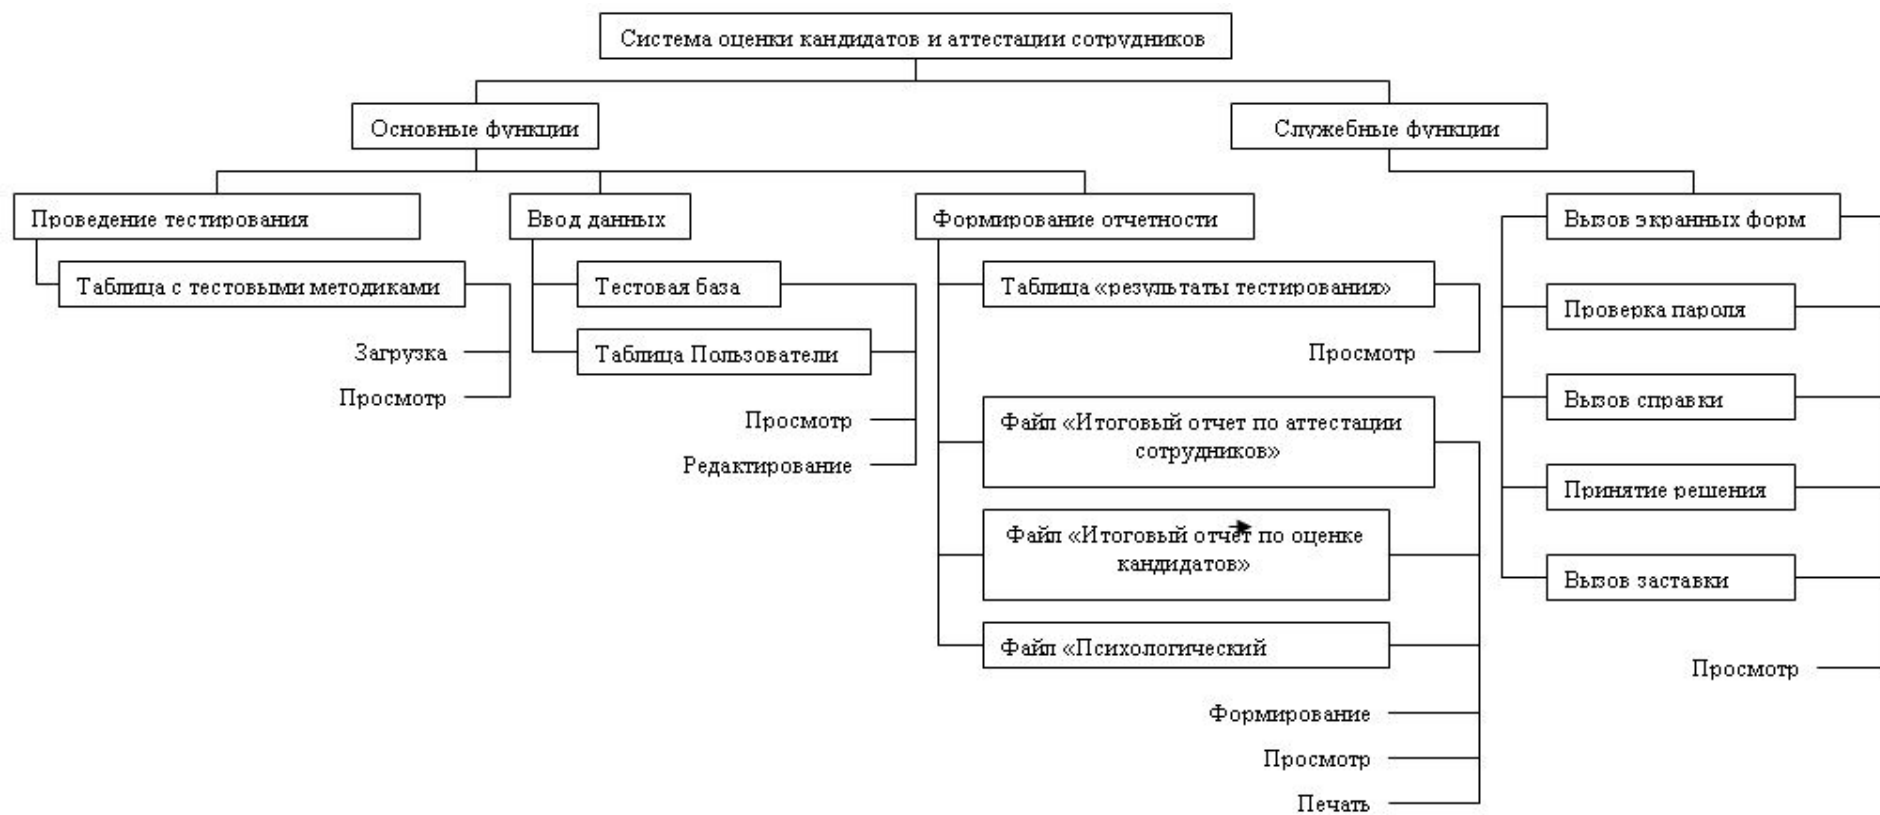 Система оценки кандидатов и аттестации сотрудников
Основные функции
Служебные функции
Проведение тестирования
Ввод данных
Формирование отчетности
Вызов экранных форм
Таблица с тестовыми методиками
Тестовая база
Таблица «результаты тестирования»
Проверка пароля
Загрузка
Таблица Пользователи
Просмотр
Просмотр
Вызов справки
Просмотр
Файл «Итоговый отчет по аттестации
сотрудников»
Редактирование
Принятие решения
Файл «Итоговый отчет по оценке
кандидатов»
Вызов заставки
Файл «Психологический
Просмотр
Формирование
Просмотр
Печать